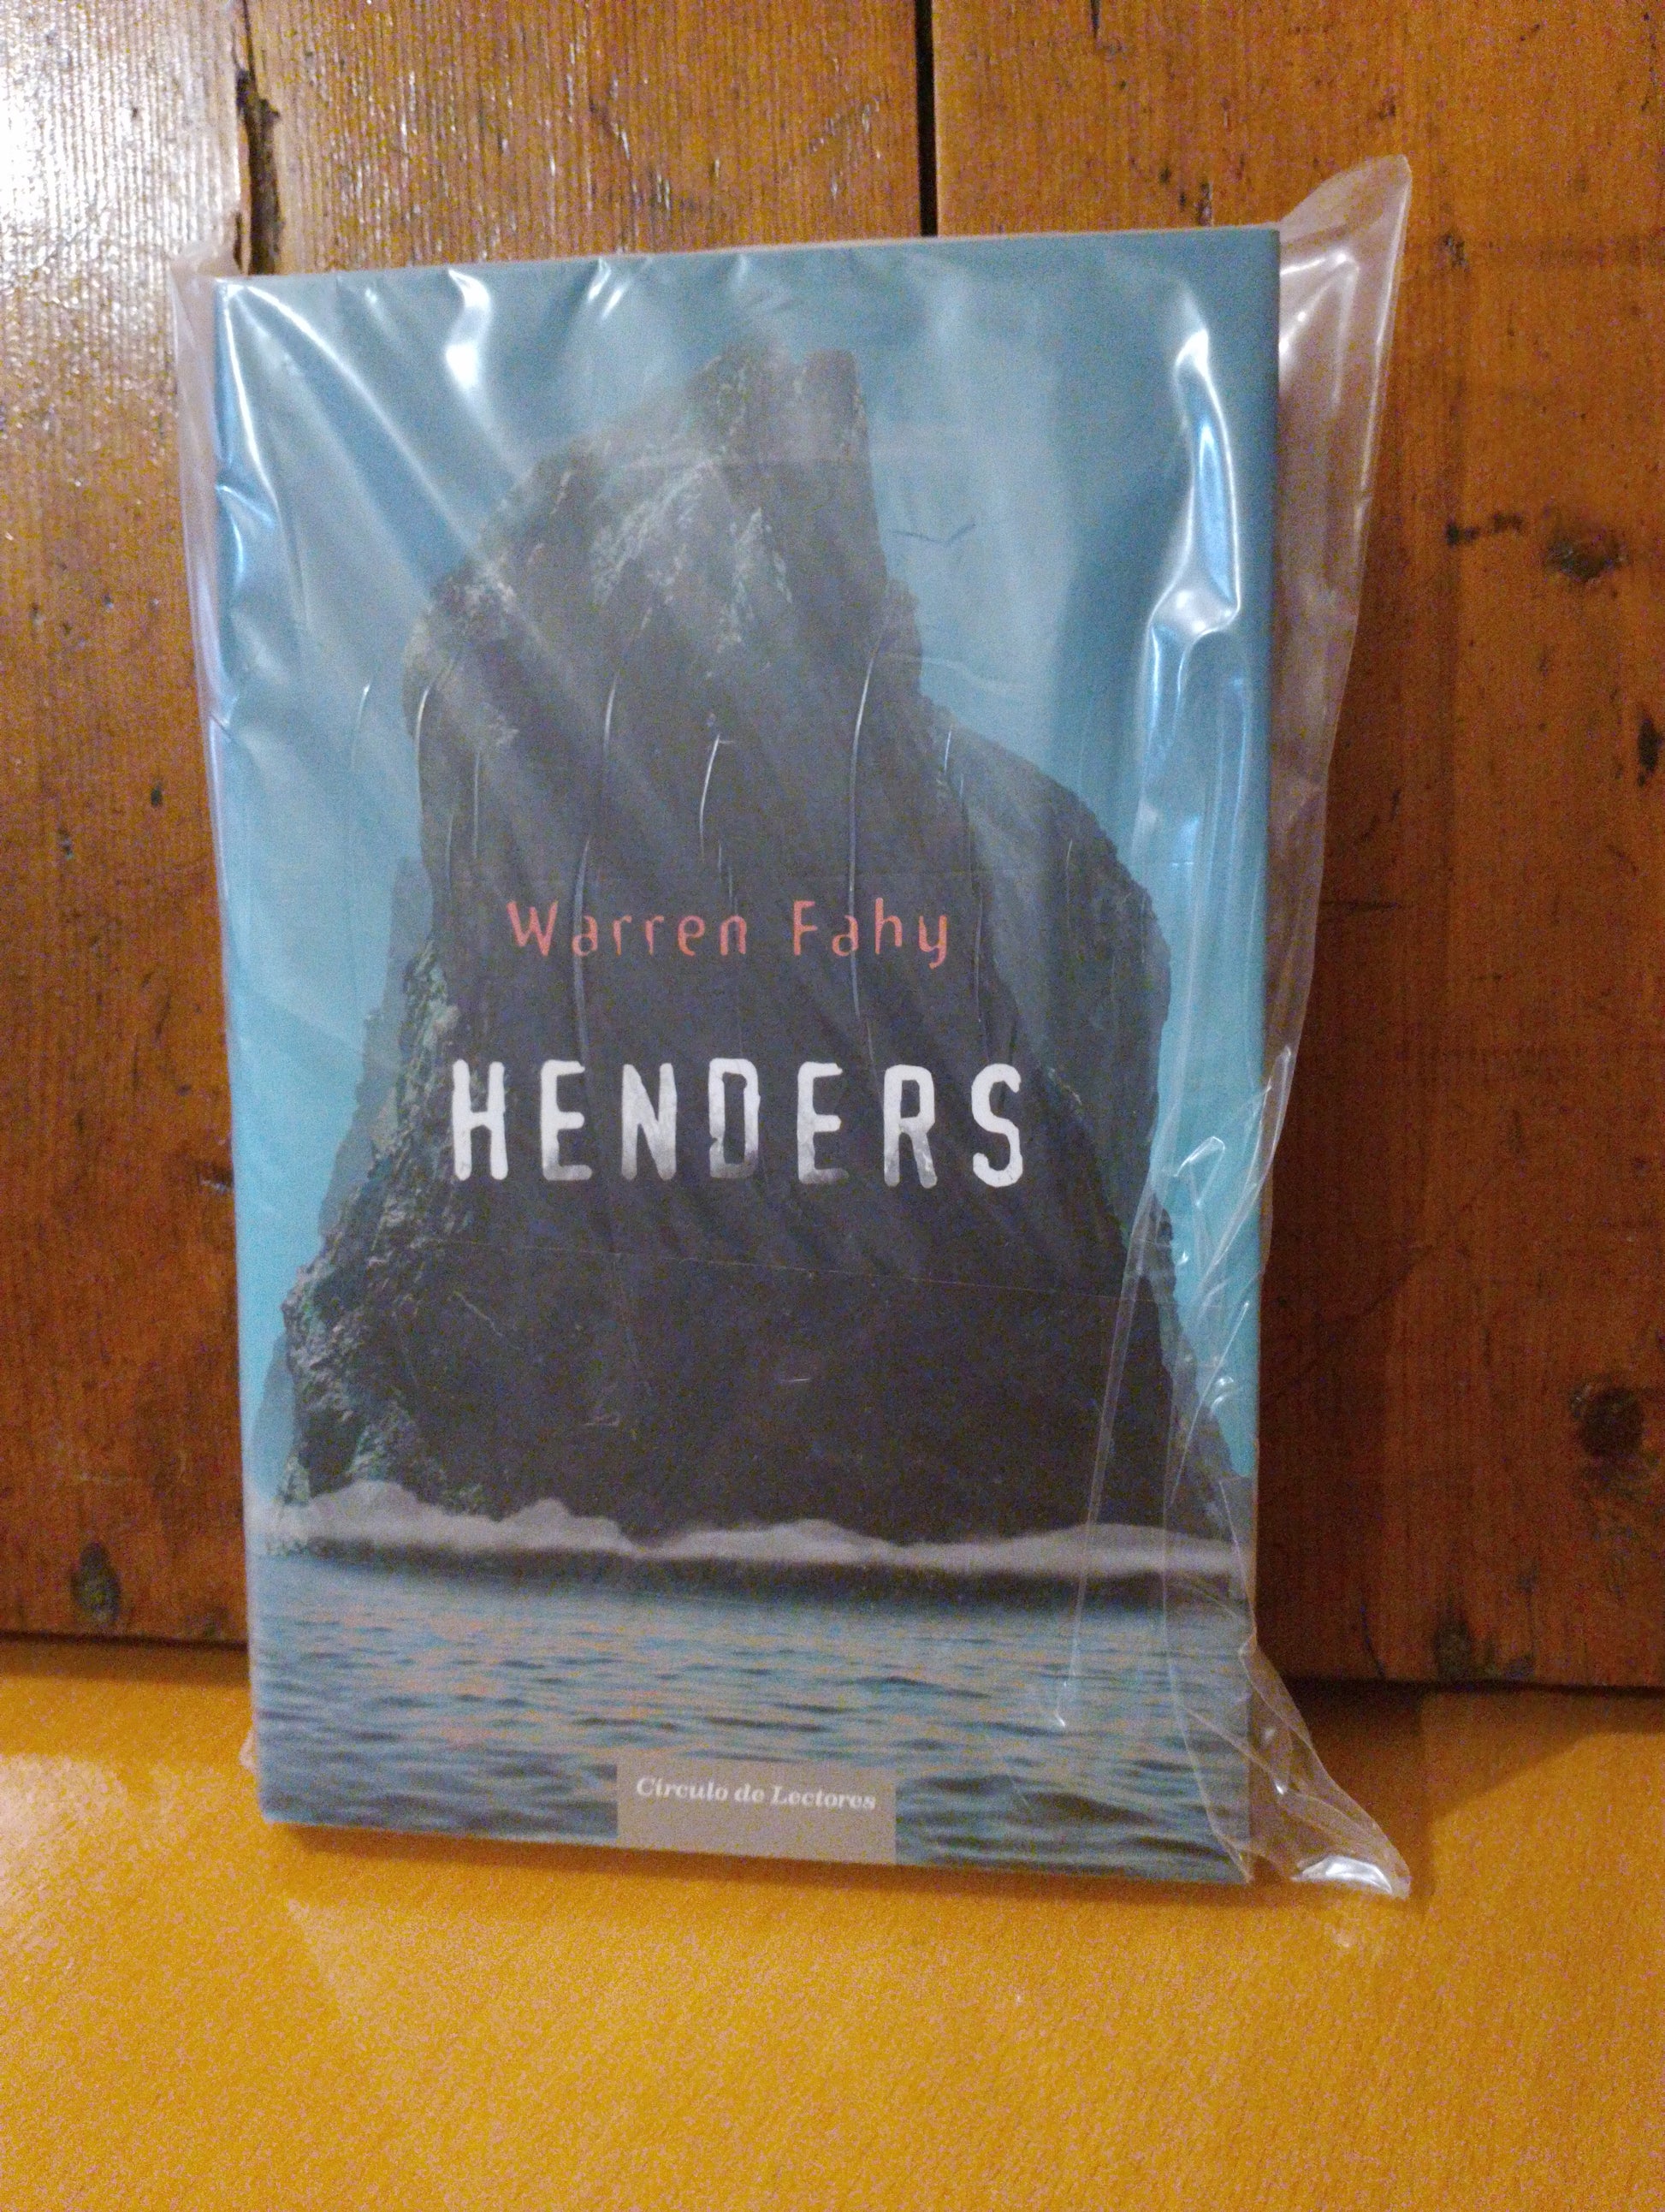 Warren Fahy
HENDERS
Círculo de Lectores